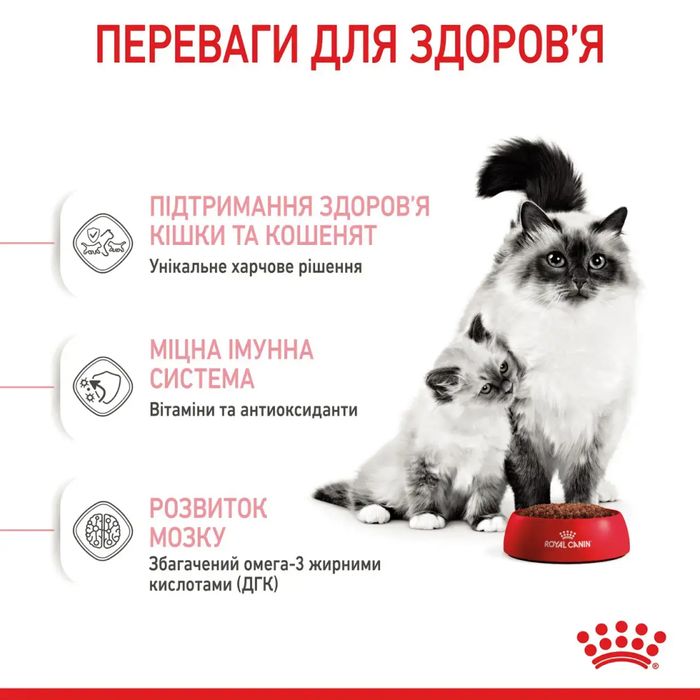 ПЕРЕВАГИ ДЛЯ ЗДОРОВ’Я
ПІДТРИМАННЯ ЗДОРОВ’Я
КІШКИ ТА КОШЕНЯТ
Унікальне харчове рішення
МІЦНА ІМУННА
СИСТЕМА
Вітаміни та антиоксиданти
РОЗВИТОК
МОЗКУ
Збагачений омега-3 жирними
кислотами (ДГК)
ROYAL CANIN